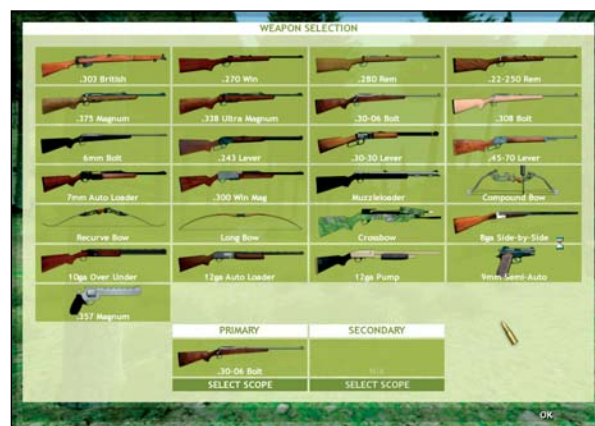 WEAPON SELECTION
.303 British .270 Win .280 Rem .22-250 Rem
.375 Magnum .338 Ultra Magnum .30-06 Bolt .308 Bolt
6mm Bolt .243 Lever .30-30 Lever .45-70 Lever
7mm Auto Loader .300 Win Mag Muzzleloader Compound Bow
Recurve Bow Long Bow Crossbow 8ga Side-by-Side
10ga Over Under 12ga Auto Loader 12ga Pump 9mm Semi-Auto
.357 Magnum
PRIMARY SECONDARY
.30-06 Bolt N/A
SELECT SCOPE SELECT SCOPE
OK